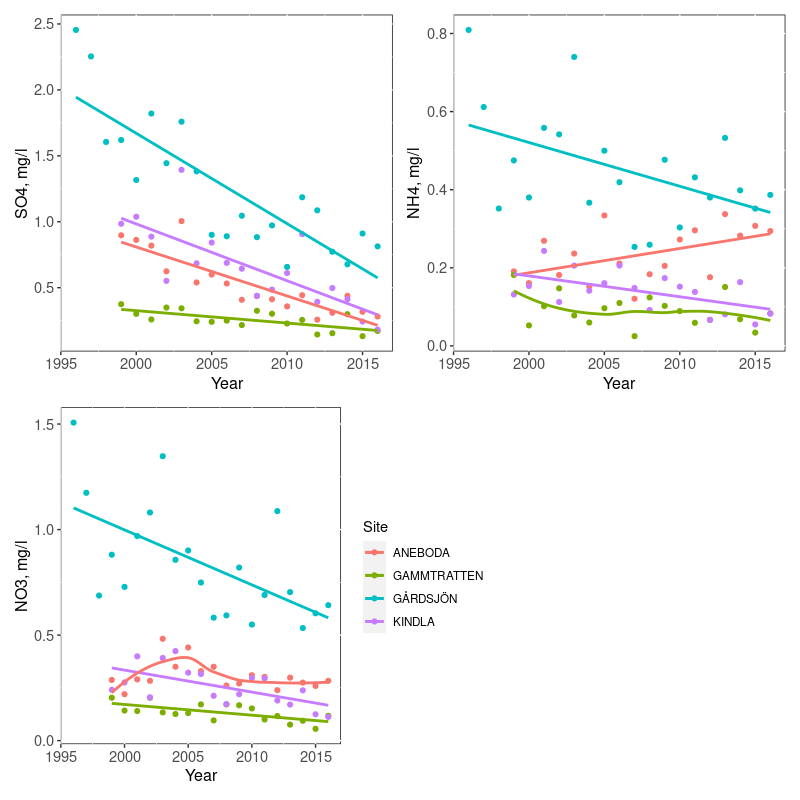 SO4, mg/l
2.5
2.0
1.5
1.0
0.5
1995 2000 2005 2010 2015
Year
NH4, mg/l
0.8
0.6
0.4
0.2
0.0
1995 2000 2005 2010 2015
Year
NO3, mg/l
1.5
1.0
0.5
0.0
1995 2000 2005 2010 2015
Year
Site
ANEBODA
GAMMTRATTEN
GÅRDSJÖN
KINDLA